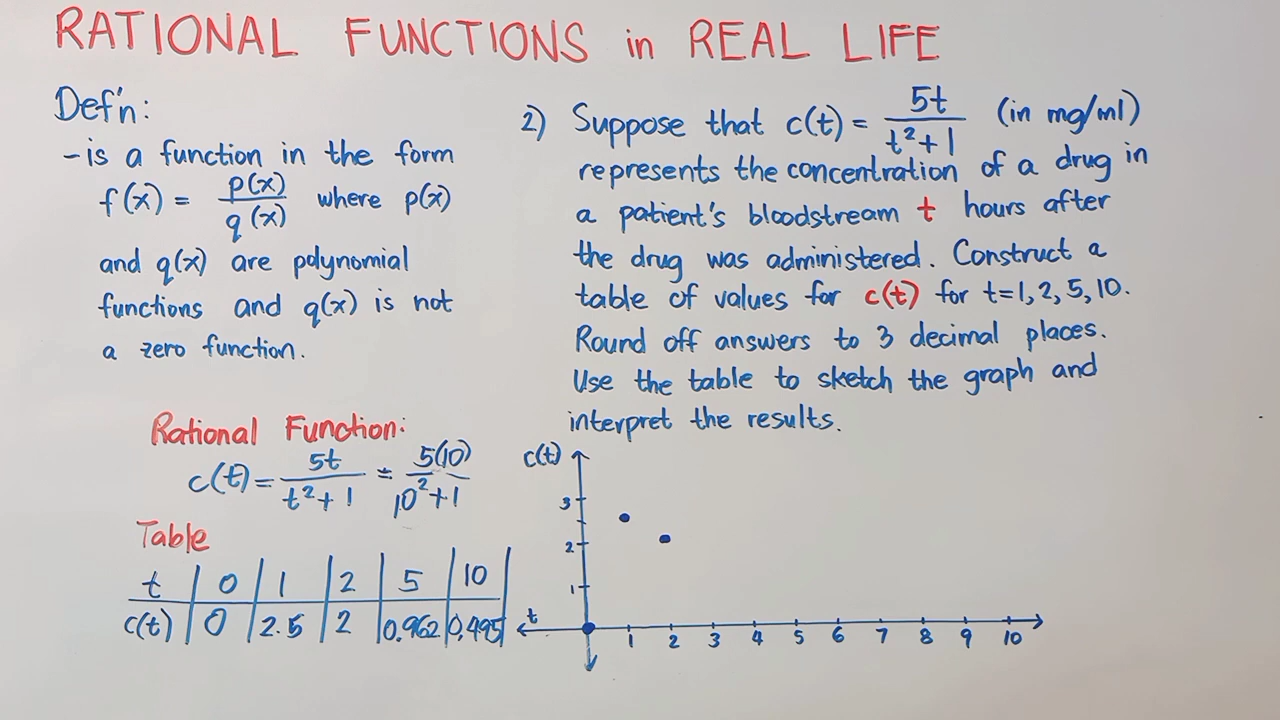 RATIONAL FUNCTIONS in REAL LIFE
Def'n:
- is a function in the form
f(x) = p(x)/q(x) where p(x)
and q(x) are polynomial
functions and q(x) is not
a zero function.
2) Suppose that c(t) = 5t/(t²+1) (in mg/ml)
represents the concentration of a drug in
a patient's bloodstream t hours after
the drug was administered. Construct a
table of values for c(t) for t=1, 2, 5, 10.
Round off answers to 3 decimal places.
Use the table to sketch the graph and
interpret the results.
Rational Function:
c(t) = 5t/(t²+1) = 5(10)/(10²+1)
Table
t | 0 | 1 | 2 | 5 | 10
c(t) | 0 | 2.5 | 2 | 0.962 | 0.495
c(t)
3
2
1
t
1 2 3 4 5 6 7 8 9 10